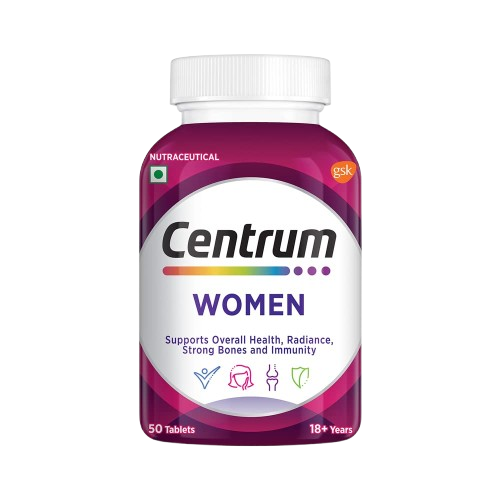 NUTRACEUTICAL
gsk
Centrum
WOMEN
Supports Overall Health, Radiance,
Strong Bones and Immunity
50 Tablets
18+ Years